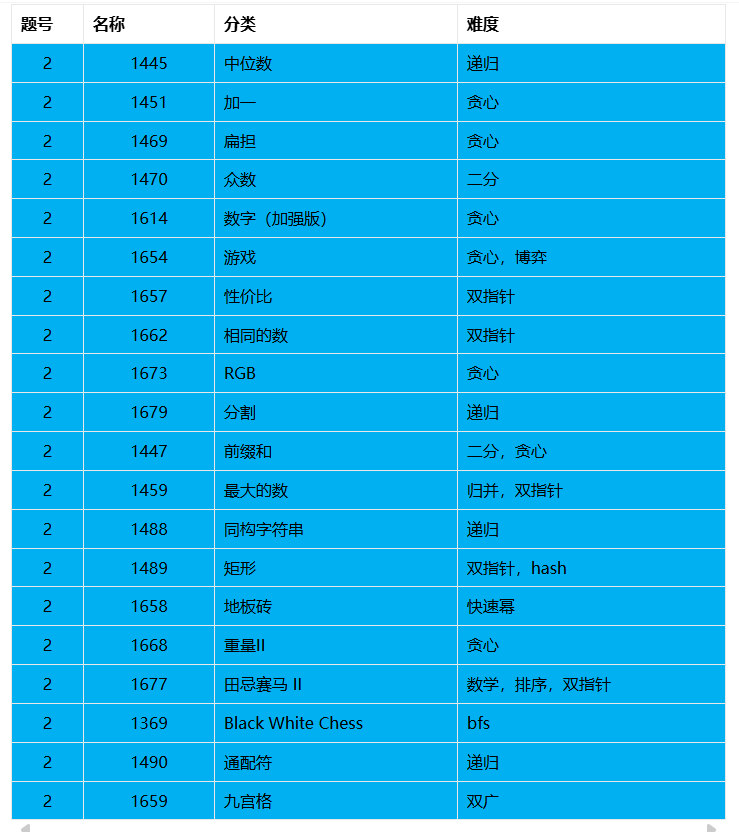 题号 名称 分类 难度
2 1445 中位数 递归
2 1451 加一 贪心
2 1469 扁担 贪心
2 1470 众数 二分
2 1614 数字（加强版） 贪心
2 1654 游戏 贪心，博弈
2 1657 性价比 双指针
2 1662 相同的数 双指针
2 1673 RGB 贪心
2 1679 分割 递归
2 1447 前缀和 二分，贪心
2 1459 最大的数 归并，双指针
2 1488 同构字符串 递归
2 1489 矩形 双指针，hash
2 1658 地板砖 快速幂
2 1668 重量II 贪心
2 1677 田忌赛马 II 数学，排序，双指针
2 1369 Black White Chess bfs
2 1490 通配符 递归
2 1659 九宫格 双广